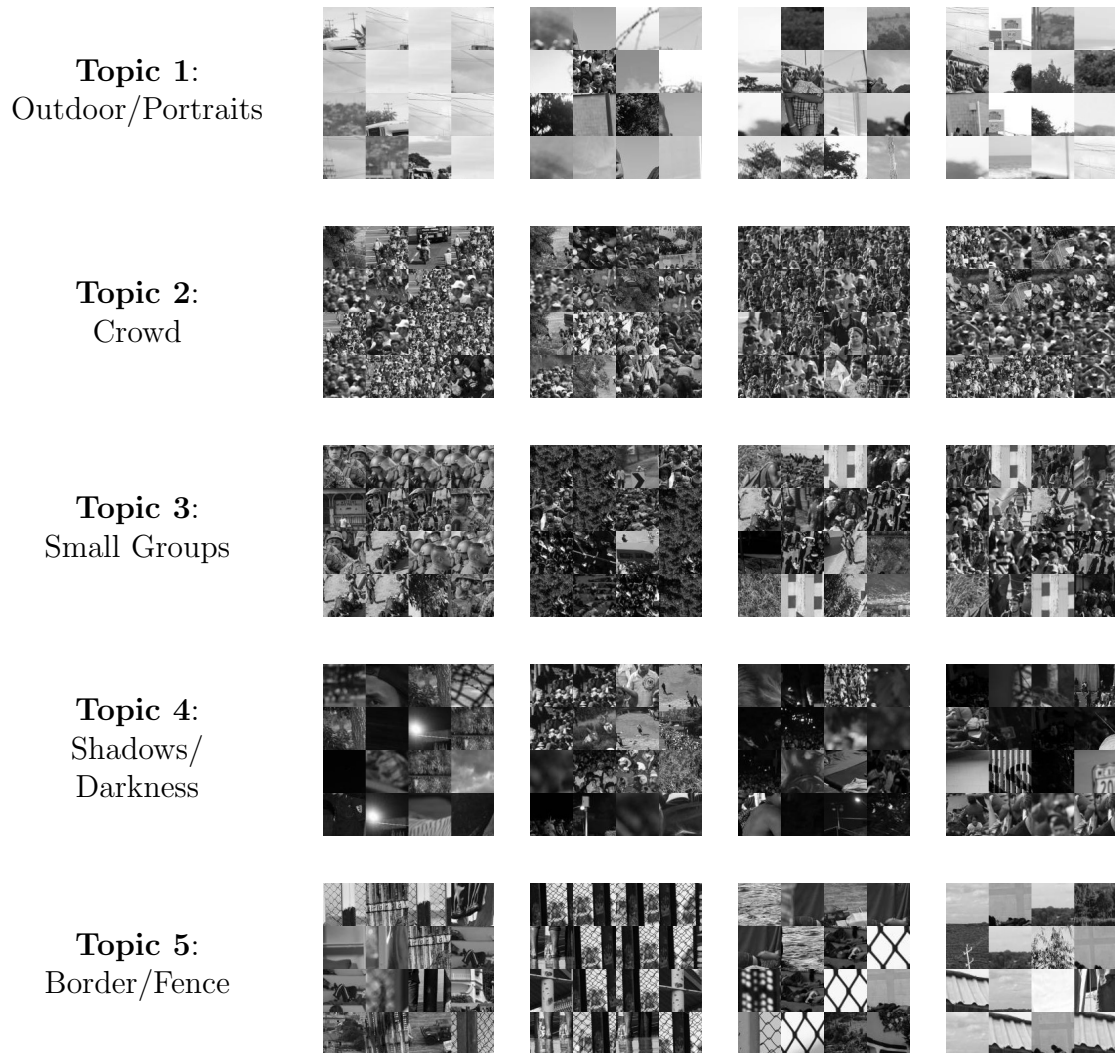 Topic 1:
Outdoor/Portraits
Topic 2:
Crowd
Topic 3:
Small Groups
Topic 4:
Shadows/
Darkness
Topic 5:
Border/Fence